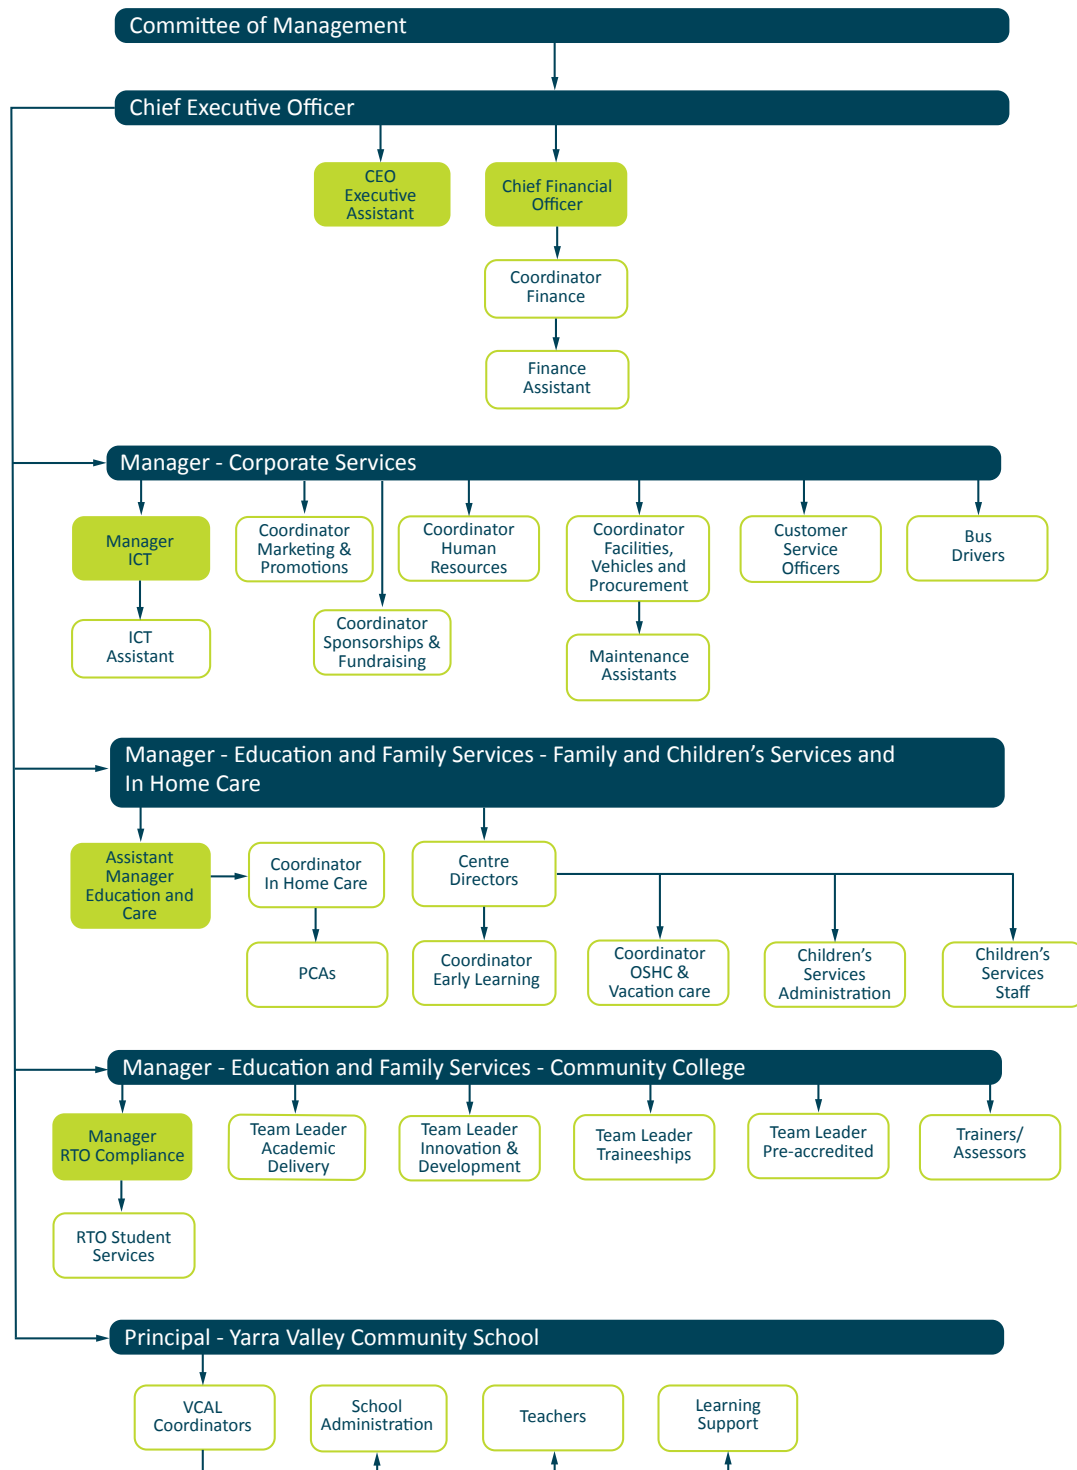 Committee of Management
Chief Executive Officer
CEO
Executive
Assistant
Chief Financial
Officer
Coordinator
Finance
Finance
Assistant
Manager - Corporate Services
Manager
ICT
Coordinator
Marketing &
Promotions
Coordinator
Human
Resources
Coordinator
Facilities,
Vehicles and
Procurement
Customer
Service
Officers
Bus
Drivers
ICT
Assistant
Coordinator
Sponsorships &
Fundraising
Maintenance
Assistants
Manager - Education and Family Services - Family and Children's Services and
In Home Care
Assistant
Manager
Education and
Care
Coordinator
In Home Care
Centre
Directors
PCAs
Coordinator
Early Learning
Coordinator
OSHC &
Vacation care
Children's
Services
Administration
Children's
Services
Staff
Manager - Education and Family Services - Community College
Manager
RTO Compliance
Team Leader
Academic
Delivery
Team Leader
Innovation &
Development
Team Leader
Traineeships
Team Leader
Pre-accredited
Trainers/
Assessors
RTO Student
Services
Principal - Yarra Valley Community School
VCAL
Coordinators
School
Administration
Teachers
Learning
Support